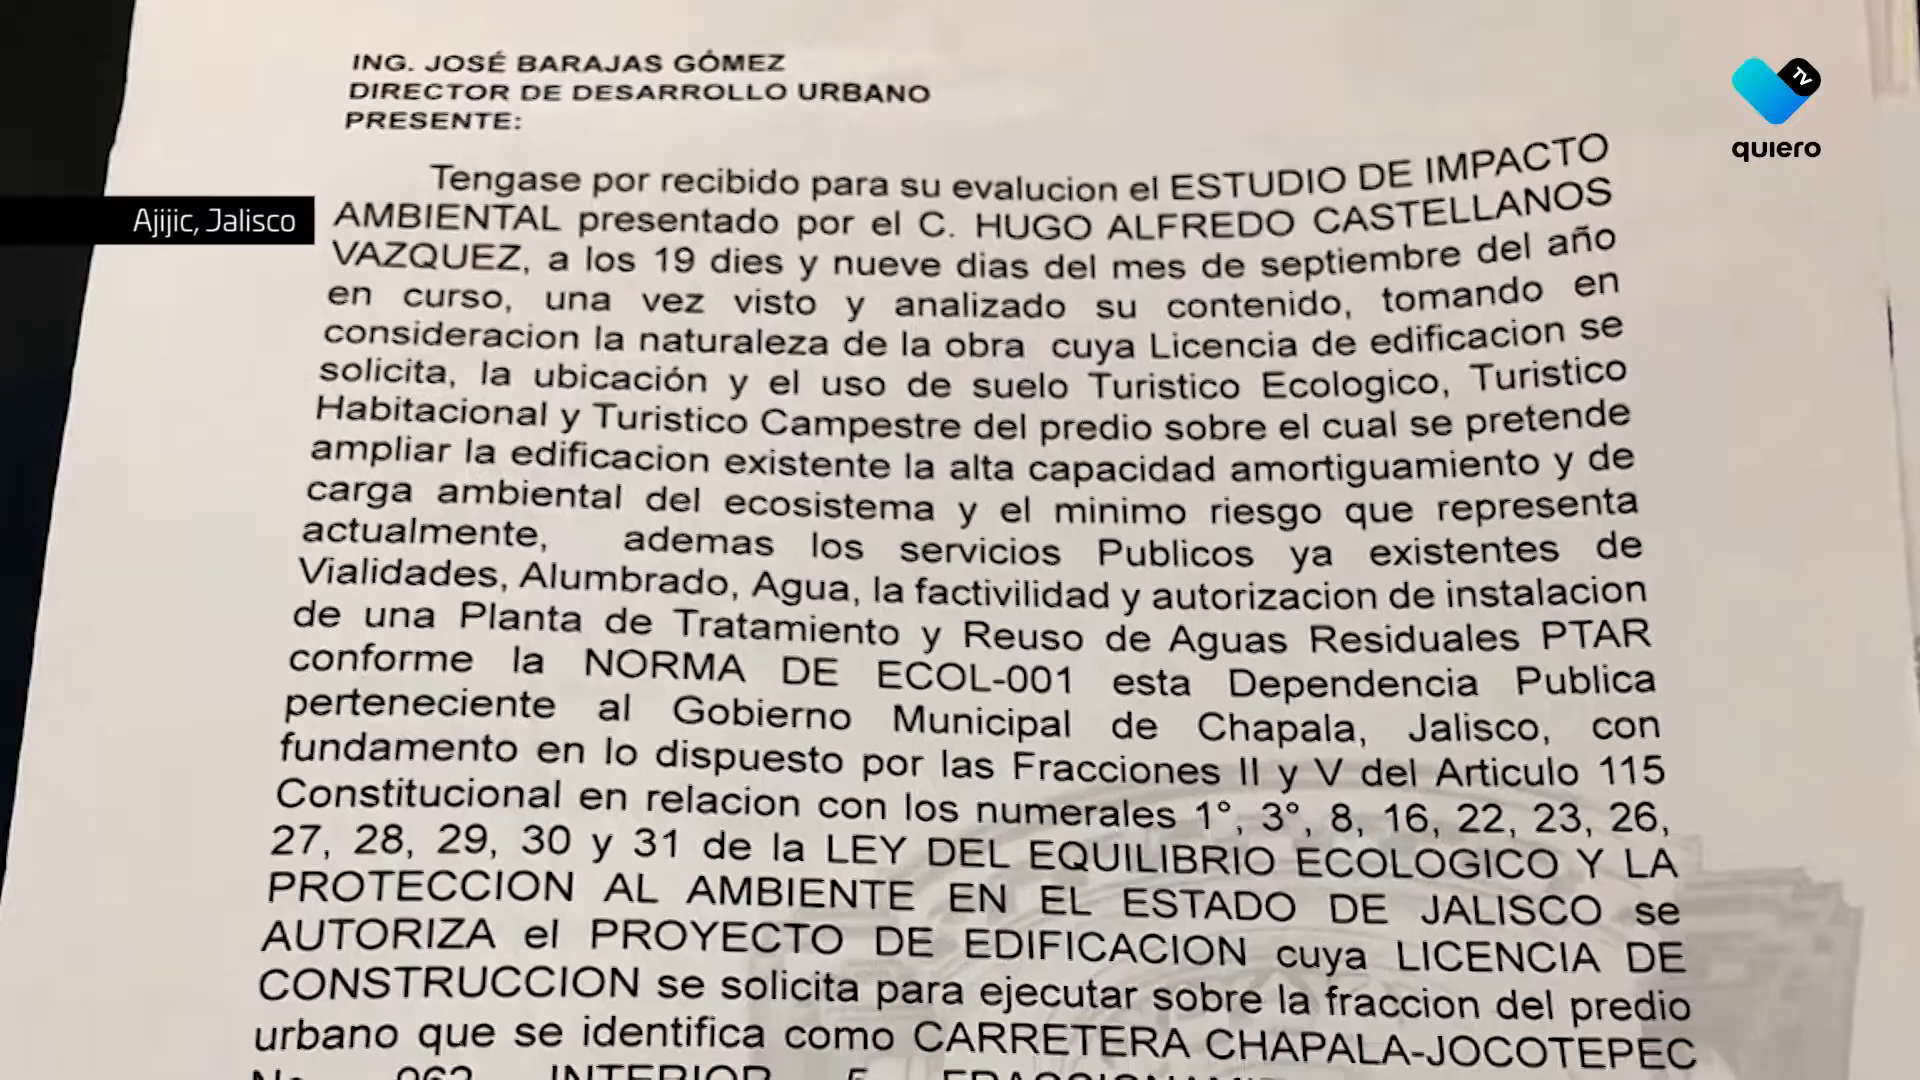 ING. JOSÉ BARAJAS GÓMEZ
DIRECTOR DE DESARROLLO URBANO
PRESENTE:
TV
quiero
Ajijic, Jalisco
Tengase por recibido para su evalucion el ESTUDIO DE IMPACTO
AMBIENTAL presentado por el C. HUGO ALFREDO CASTELLANOS
VAZQUEZ, a los 19 dies y nueve dias del mes de septiembre del año
en curso, una vez visto y analizado su contenido, tomando en
consideracion la naturaleza de la obra cuya Licencia de edificacion se
solicita, la ubicación y el uso de suelo Turistico Ecologico, Turistico
Habitacional y Turistico Campestre del predio sobre el cual se pretende
ampliar la edificacion existente la alta capacidad amortiguamiento y de
carga ambiental del ecosistema y el minimo riesgo que representa
actualmente, ademas los servicios Publicos ya existentes de
Vialidades, Alumbrado, Agua, la factivilidad y autorizacion de instalacion
de una Planta de Tratamiento y Reuso de Aguas Residuales PTAR
conforme la NORMA DE ECOL-001 esta Dependencia Publica
perteneciente al Gobierno Municipal de Chapala, Jalisco, con
fundamento en lo dispuesto por las Fracciones II y V del Articulo 115
Constitucional en relacion con los numerales 1°, 3°, 8, 16, 22, 23, 26,
27, 28, 29, 30 y 31 de la LEY DEL EQUILIBRIO ECOLOGICO Y LA
PROTECCION AL AMBIENTE EN EL ESTADO DE JALISCO se
AUTORIZA el PROYECTO DE EDIFICACION cuya LICENCIA DE
CONSTRUCCION se solicita para ejecutar sobre la fraccion del predio
urbano que se identifica como CARRETERA CHAPALA-JOCOTEPEC
No. 962 INTERIOR 5